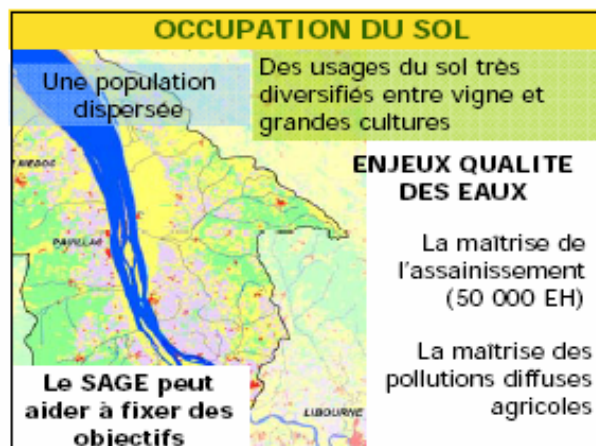 OCCUPATION DU SOL
Une population
dispersée
Des usages du sol très
diversifiés entre vigne et
grandes cultures
ENJEUX QUALITE
DES EAUX
La maîtrise de
l'assainissement
(50 000 EH)
La maîtrise des
pollutions diffuses
agricoles
MEDOC
PAUILLAC
LIBOURNE
Le SAGE peut
aider à fixer des
objectifs